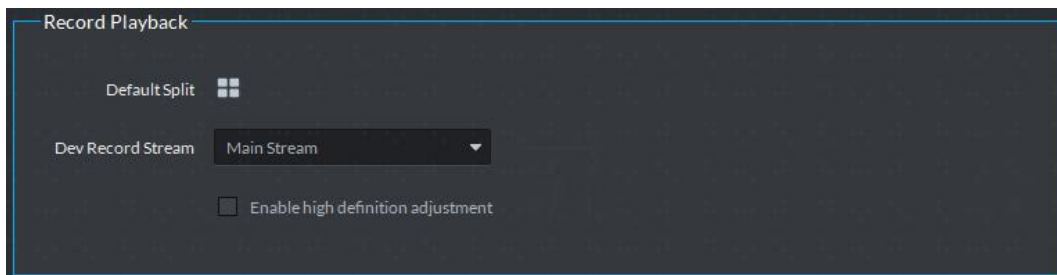 Record Playback
Default Split
Dev Record Stream Main Stream
Enable high definition adjustment